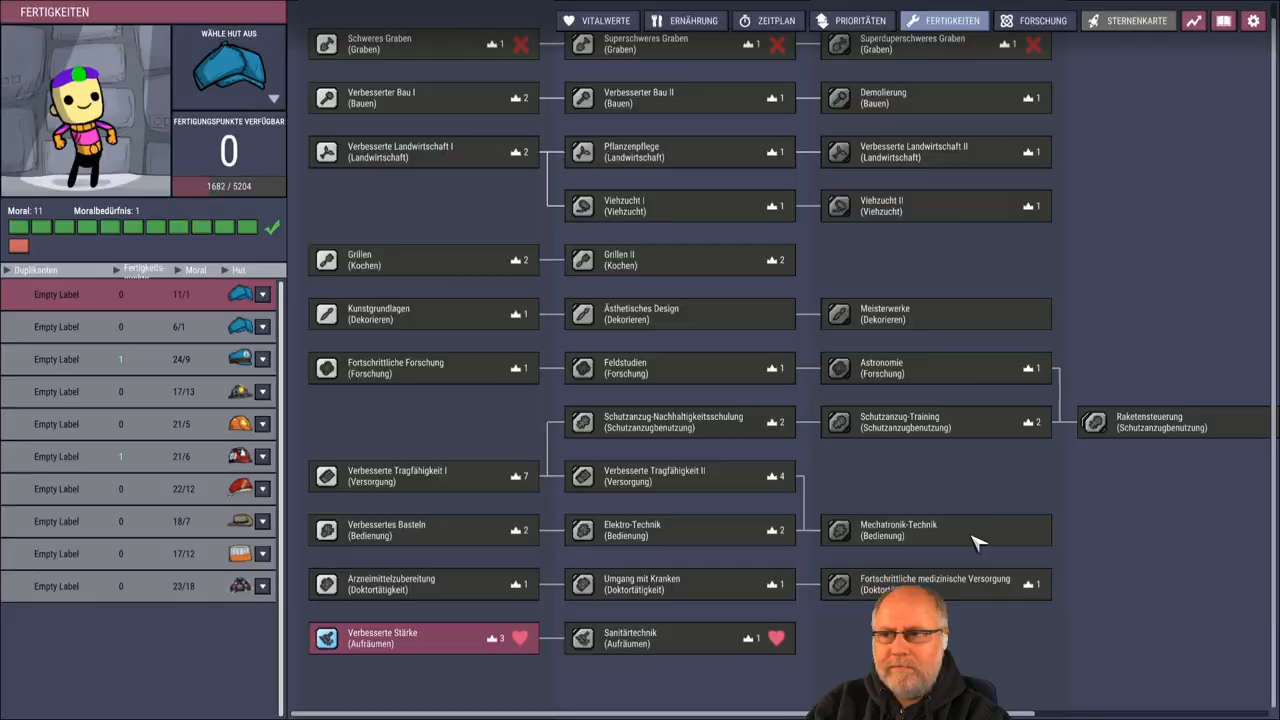 FERTIGKEITEN
VITALWERTE
ERNÄHRUNG
ZEITPLAN
PRIORITÄTEN
FERTIGKEITEN
FORSCHUNG
STERNENKARTE
WÄHLE HUT AUS
FERTIGUNGSPUNKTE VERFÜGBAR
0
1682 / 5204
Moral: 11
Moralbedürfnis: 1
Duplikanten
Fertigkeits-
punkte
Moral
Hut
Empty Label 0 11/1
Empty Label 0 6/1
Empty Label 1 24/9
Empty Label 0 17/13
Empty Label 0 21/5
Empty Label 1 21/6
Empty Label 0 22/12
Empty Label 0 18/7
Empty Label 0 17/12
Empty Label 0 23/18
Schweres Graben
(Graben)
1
Superschweres Graben
(Graben)
1
Superduperschweres Graben
(Graben)
1
Verbesserter Bau I
(Bauen)
2
Verbesserter Bau II
(Bauen)
1
Demolierung
(Bauen)
1
Verbesserte Landwirtschaft I
(Landwirtschaft)
2
Pflanzenpflege
(Landwirtschaft)
1
Verbesserte Landwirtschaft II
(Landwirtschaft)
1
Viehzucht I
(Viehzucht)
1
Viehzucht II
(Viehzucht)
1
Grillen
(Kochen)
2
Grillen II
(Kochen)
2
Kunstgrundlagen
(Dekorieren)
1
Ästhetisches Design
(Dekorieren)
Meisterwerke
(Dekorieren)
Fortschrittliche Forschung
(Forschung)
1
Feldstudien
(Forschung)
1
Astronomie
(Forschung)
1
Schutzanzug-Nachhaltigkeitsschulung
(Schutzanzugbenutzung)
2
Schutzanzug-Training
(Schutzanzugbenutzung)
2
Raketensteuerung
(Schutzanzugbenutzung)
Verbesserte Tragfähigkeit I
(Versorgung)
7
Verbesserte Tragfähigkeit II
(Versorgung)
4
Verbessertes Basteln
(Bedienung)
2
Elektro-Technik
(Bedienung)
2
Mechatronik-Technik
(Bedienung)
Arzneimittelzubereitung
(Doktortätigkeit)
1
Umgang mit Kranken
(Doktortätigkeit)
1
Fortschrittliche medizinische Versorgung
1
Verbesserte Stärke
(Aufräumen)
3
Sanitärtechnik
(Aufräumen)
1